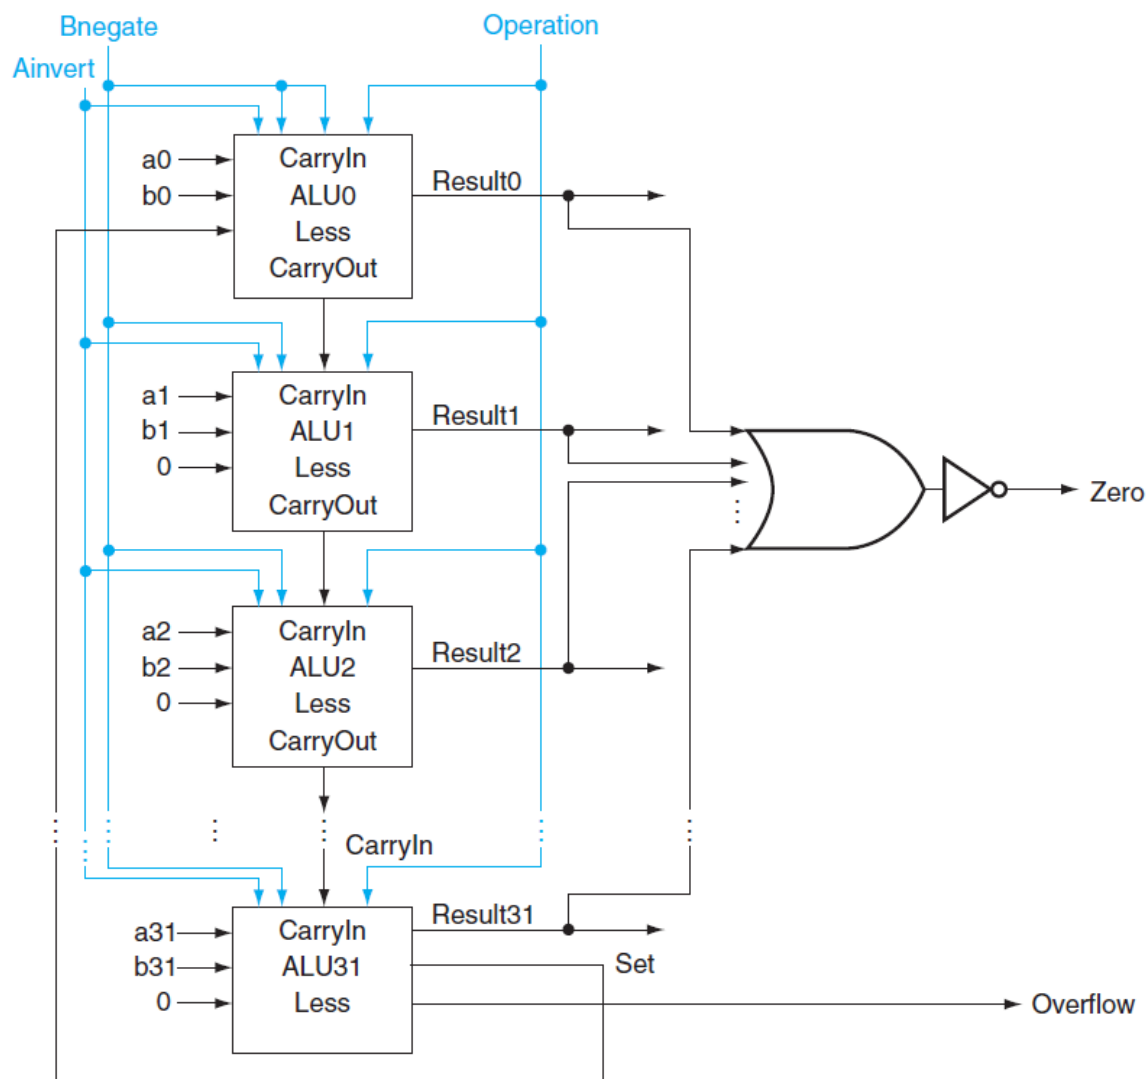 Bnegate
Operation
Ainvert
a0
b0
CarryIn
ALU0
Less
CarryOut
Result0
a1
b1
0
CarryIn
ALU1
Less
CarryOut
Result1
Zero
a2
b2
0
CarryIn
ALU2
Less
CarryOut
Result2
CarryIn
a31
b31
0
CarryIn
ALU31
Less
Result31
Set
Overflow